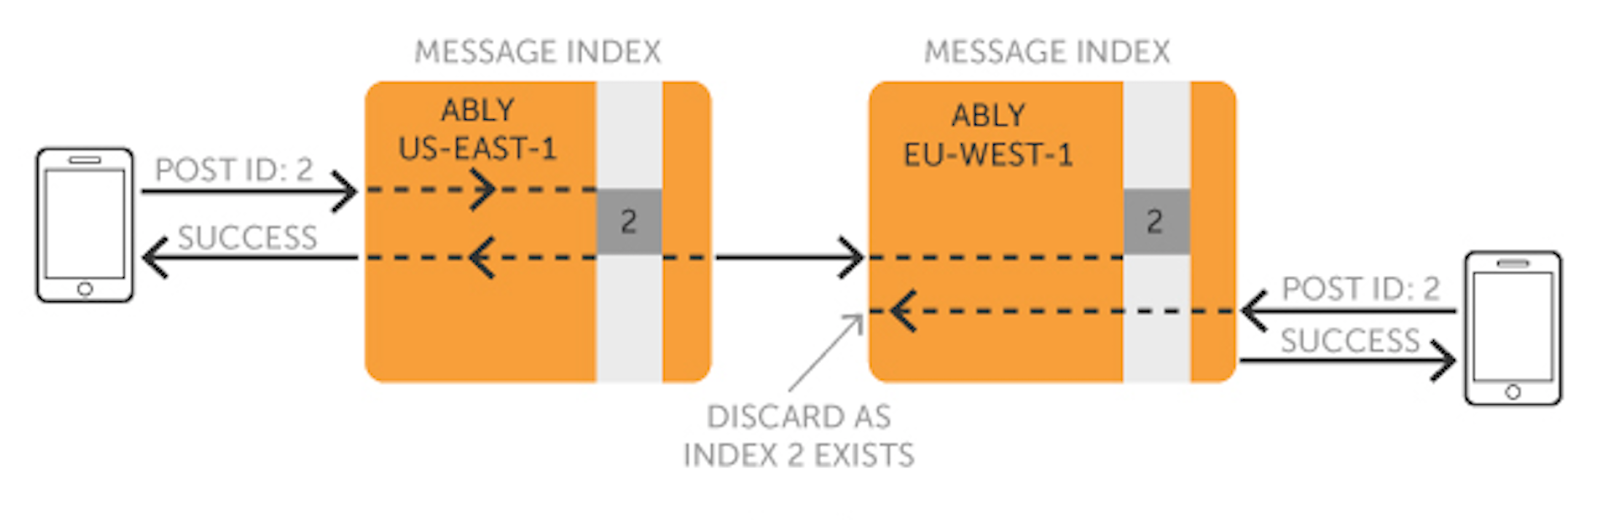 MESSAGE INDEX
MESSAGE INDEX
ABLY
US-EAST-1
ABLY
EU-WEST-1
POST ID: 2
SUCCESS
2
2
POST ID: 2
SUCCESS
DISCARD AS
INDEX 2 EXISTS